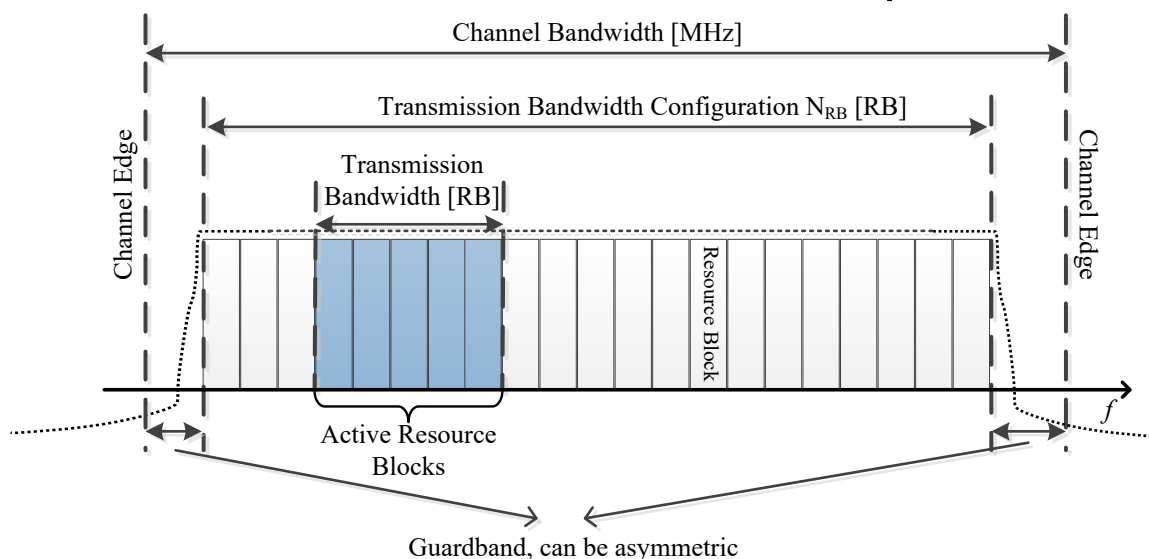 Channel Bandwidth [MHz]
Transmission Bandwidth Configuration N_RB [RB]
Channel Edge
Transmission
Bandwidth [RB]
Channel Edge
Resource Block
f
Active Resource
Blocks
Guardband, can be asymmetric